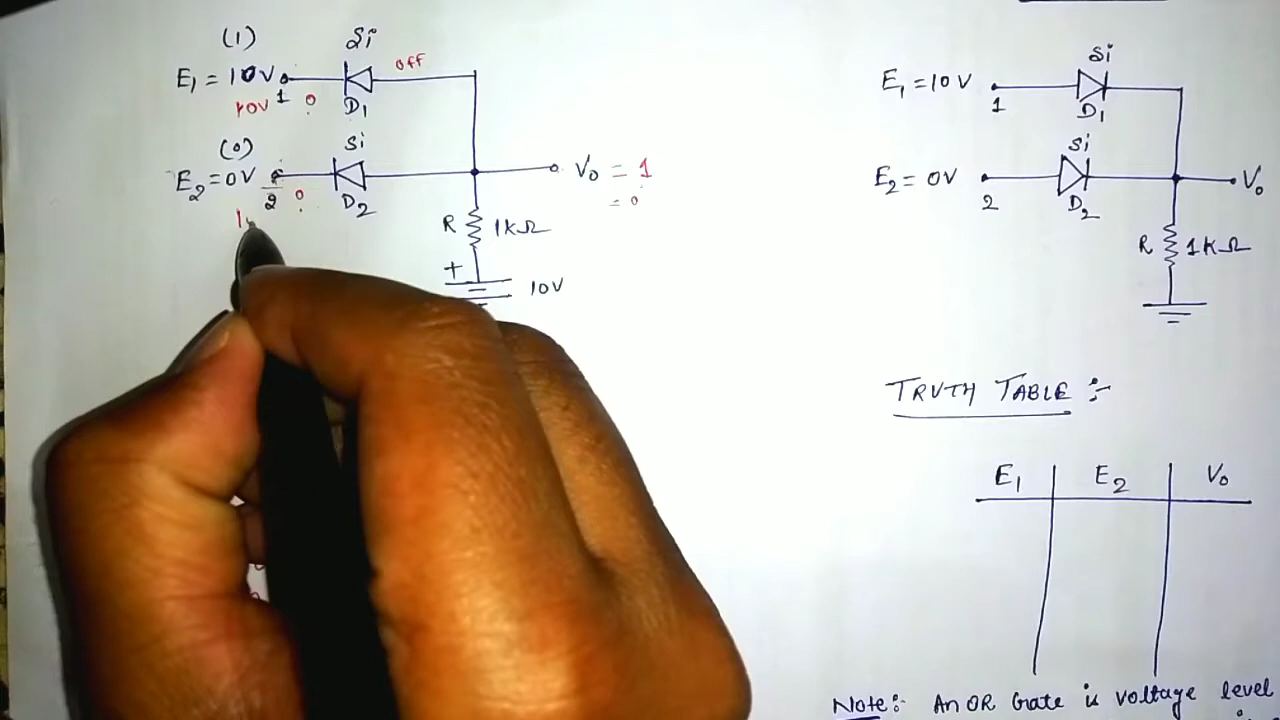 (1)
Si
E1 = 10V
off
1
10V
0
D1
(0)
Si
E2 = 0V
V0 = 1
2
0
D2
= 0
R
1KΩ
+
10V
Si
E1 = 10V
1
D1
Si
E2 = 0V
V0
2
D2
R
1KΩ
TRUTH TABLE :-
E1 E2 V0
Note:- An OR Gate is voltage level